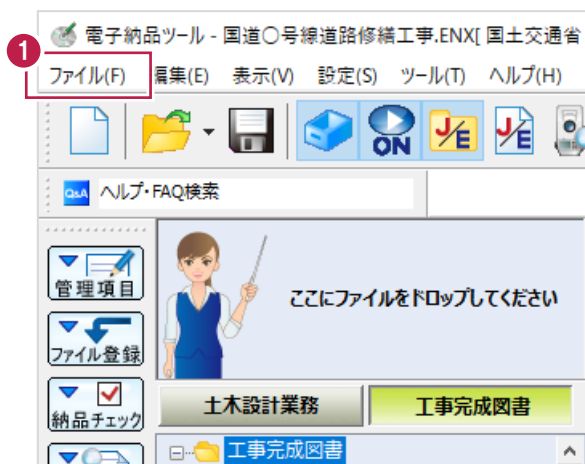 電子納品ツール - 国道○号線道路修繕工事.ENX[ 国土交通省
1
ファイル(F) 編集(E) 表示(V) 設定(S) ツール(T) ヘルプ(H)
ON J/E J/E
Q&A ヘルプ・FAQ検索
管理項目
ここにファイルをドロップしてください
ファイル登録
納品チェック
土木設計業務 工事完成図書
工事完成図書